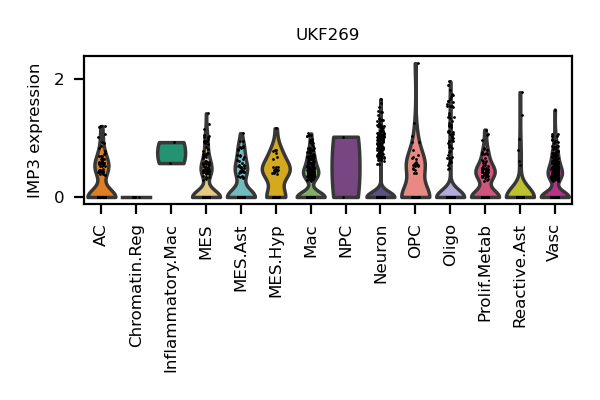 UKF269
IMP3 expression
2
0
AC
Chromatin.Reg
Inflammatory.Mac
MES
MES.Ast
MES.Hyp
Mac
NPC
Neuron
OPC
Oligo
Prolif.Metab
Reactive.Ast
Vasc